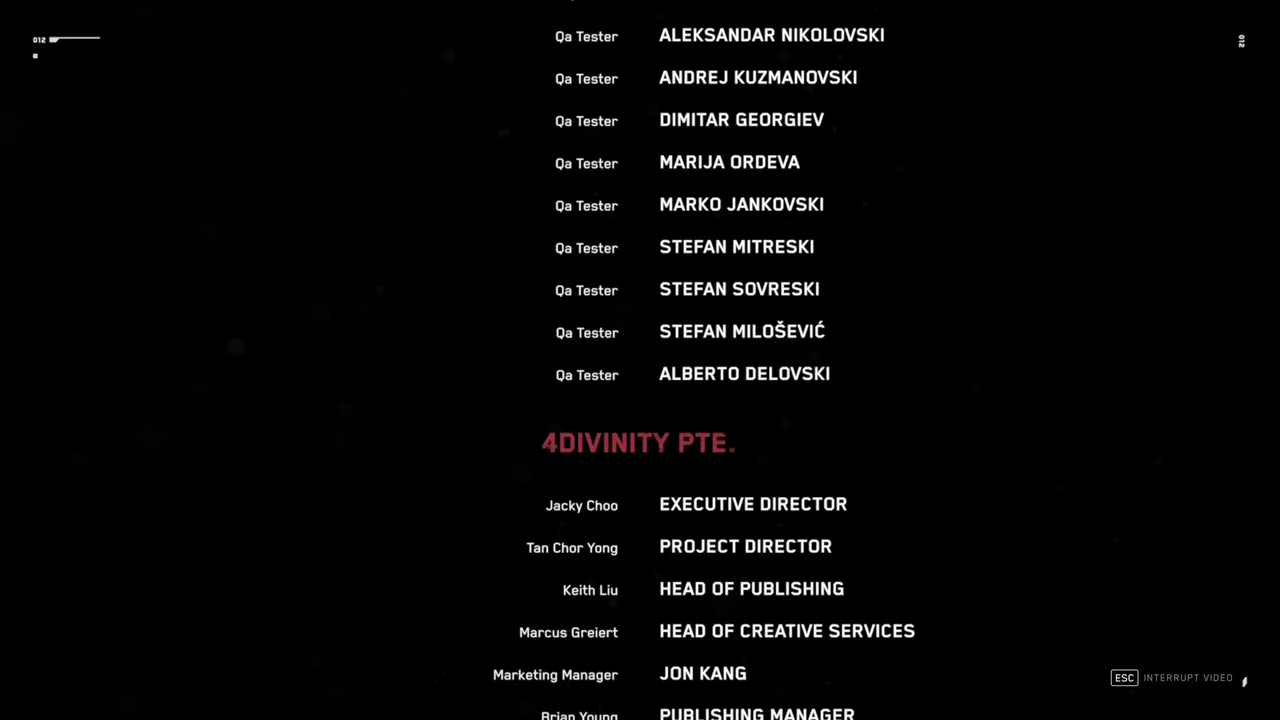 012
012
Qa Tester ALEKSANDAR NIKOLOVSKI
Qa Tester ANDREJ KUZMANOVSKI
Qa Tester DIMITAR GEORGIEV
Qa Tester MARIJA ORDEVA
Qa Tester MARKO JANKOVSKI
Qa Tester STEFAN MITRESKI
Qa Tester STEFAN SOVRESKI
Qa Tester STEFAN MILOŠEVIĆ
Qa Tester ALBERTO DELOVSKI
4DIVINITY PTE.
Jacky Choo EXECUTIVE DIRECTOR
Tan Chor Yong PROJECT DIRECTOR
Keith Liu HEAD OF PUBLISHING
Marcus Greiert HEAD OF CREATIVE SERVICES
Marketing Manager JON KANG
ESC INTERRUPT VIDEO
Brian Young PUBLISHING MANAGER